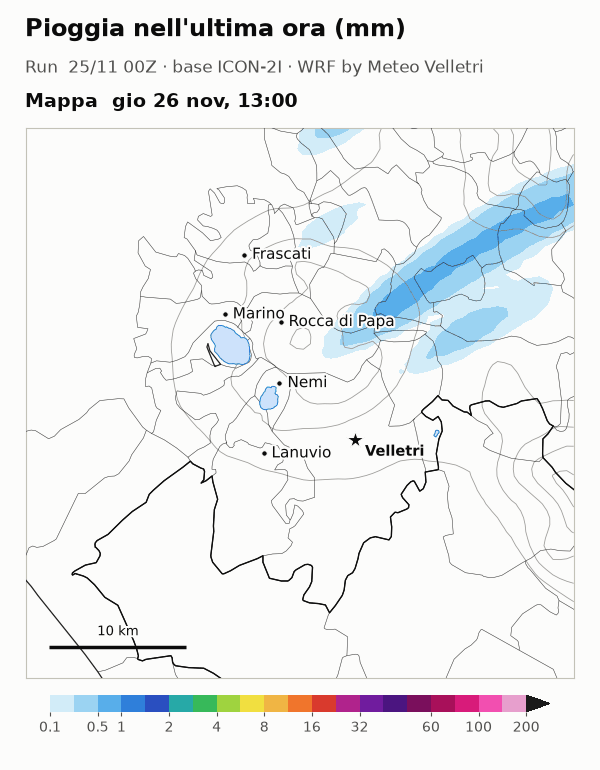 Pioggia nell'ultima ora (mm)
Run  25/11 00Z · base ICON-2I · WRF by Meteo Velletri
Mappa  gio 26 nov, 13:00
Frascati
Marino
Rocca di Papa
Nemi
Velletri
Lanuvio
10 km
0.1 0.5 1 2 4 8 16 32 60 100 200